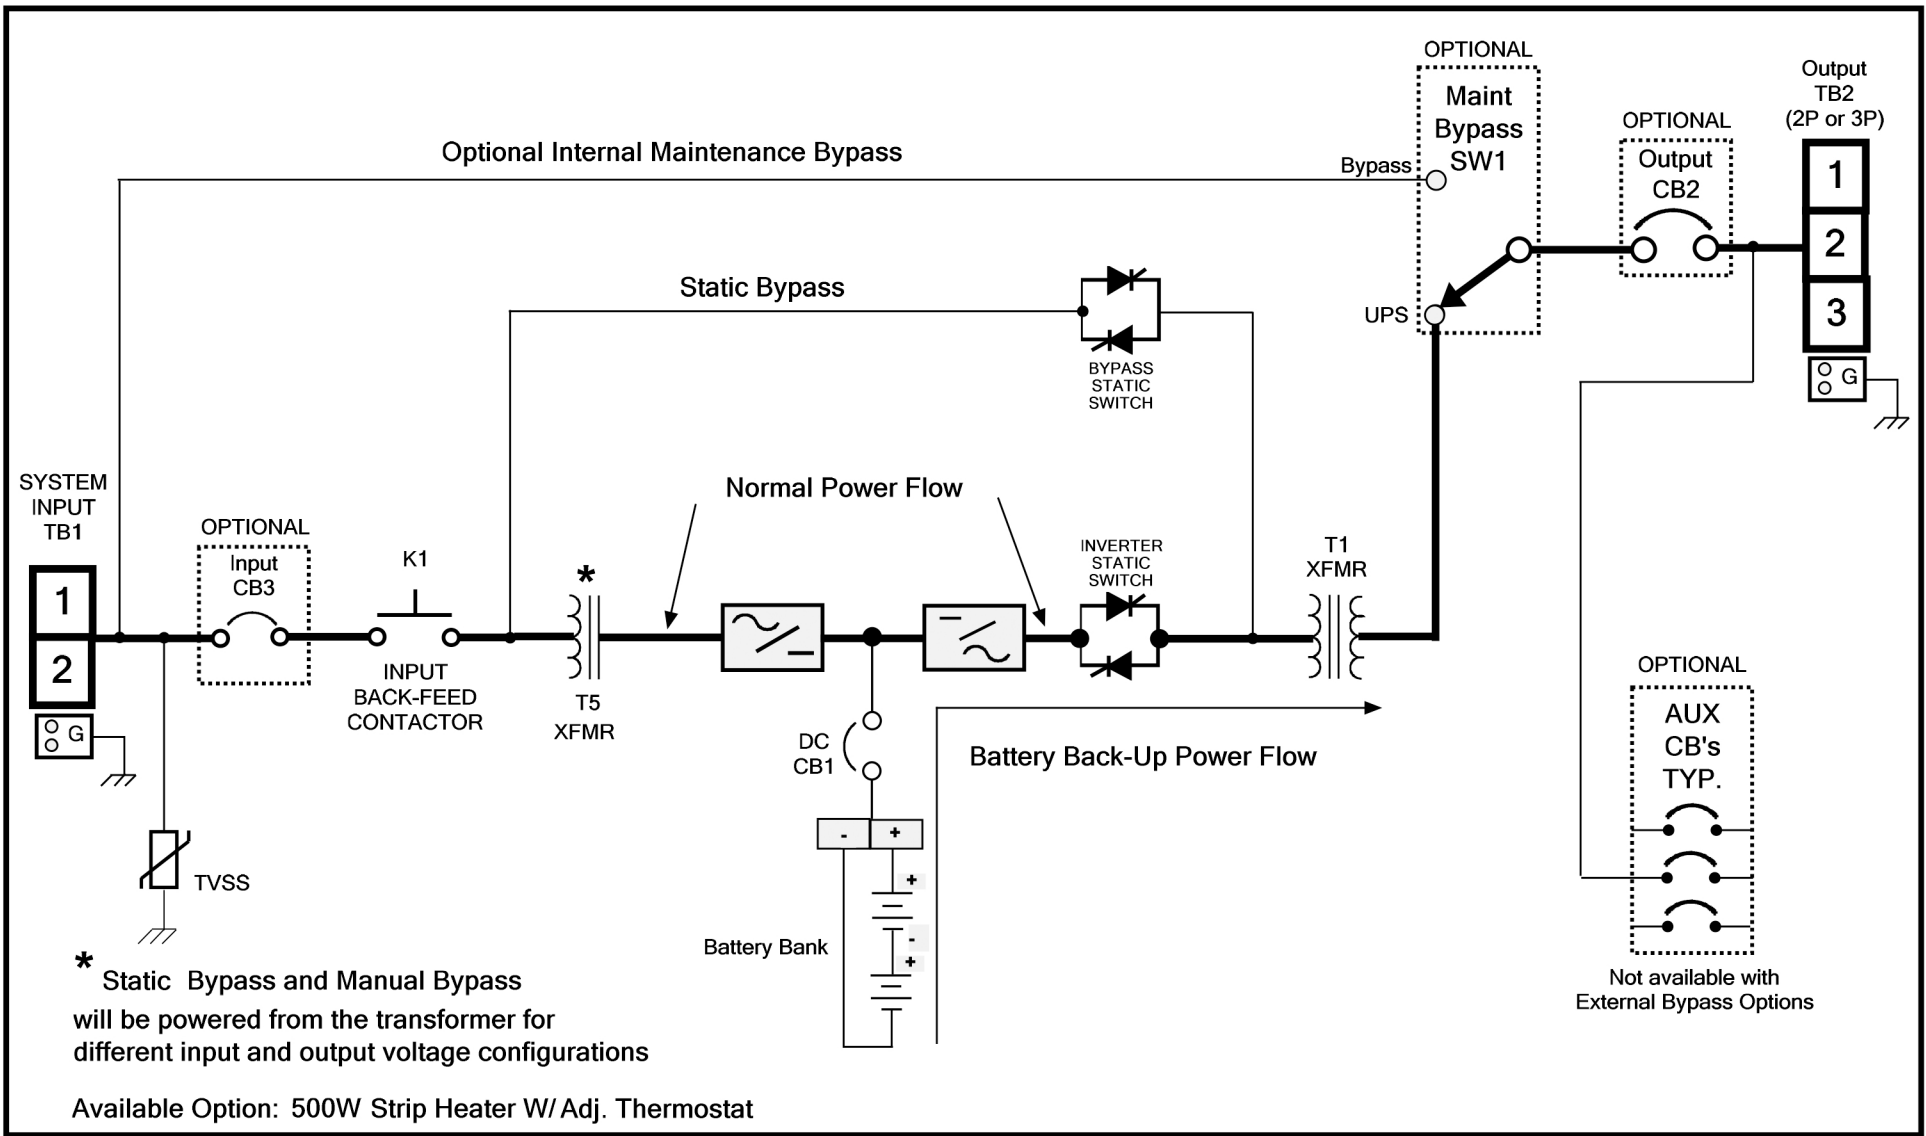 OPTIONAL
Maint
Bypass
SW1
Output
TB2
(2P or 3P)
OPTIONAL
Output
CB2
1
2
3
G
Optional Internal Maintenance Bypass
Bypass
Static Bypass
UPS
BYPASS
STATIC
SWITCH
SYSTEM
INPUT
TB1
1
2
G
OPTIONAL
Input
CB3
K1
INPUT
BACK-FEED
CONTACTOR
Normal Power Flow
*
T5
XFMR
INVERTER
STATIC
SWITCH
T1
XFMR
DC
CB1
Battery Back-Up Power Flow
- +
+
-
+
Battery Bank
TVSS
OPTIONAL
AUX
CB's
TYP.
Not available with
External Bypass Options
* Static Bypass and Manual Bypass
will be powered from the transformer for
different input and output voltage configurations
Available Option: 500W Strip Heater W/ Adj. Thermostat